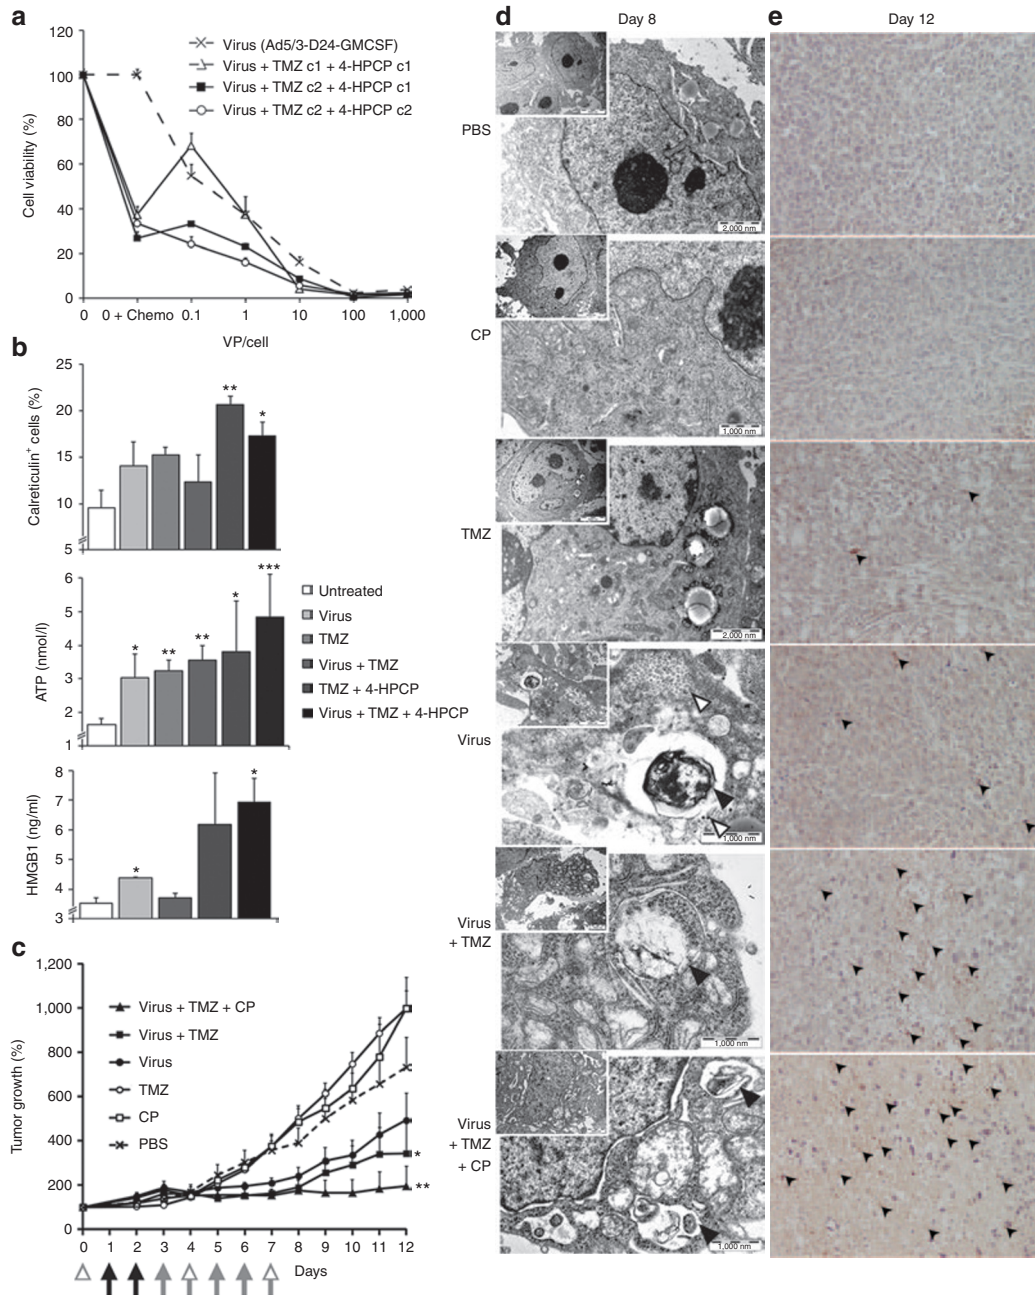 a
120
100
80
60
40
20
0
Cell viability (%)
Virus (Ad5/3-D24-GMCSF)
Virus + TMZ c1 + 4-HPCP c1
Virus + TMZ c2 + 4-HPCP c1
Virus + TMZ c2 + 4-HPCP c2
0 0 + Chemo 0.1 1 10 100 1,000
VP/cell
b
25
20
15
10
5
Calreticulin+ cells (%)
** *
6
5
4
3
2
1
ATP (nmol/l)
* ** ** * ***
Untreated
Virus
TMZ
Virus + TMZ
TMZ + 4-HPCP
Virus + TMZ + 4-HPCP
8
7
6
5
4
3
HMGB1 (ng/ml)
* *
c
1,200
1,000
800
600
400
200
0
Tumor growth (%)
Virus + TMZ + CP
Virus + TMZ
Virus
TMZ
CP
PBS
*
**
0 1 2 3 4 5 6 7 8 9 10 11 12
Days
d
Day 8
PBS
2,000 nm
CP
1,000 nm
TMZ
2,000 nm
Virus
1,000 nm
Virus
+ TMZ
1,000 nm
Virus
+ TMZ
+ CP
1,000 nm
e
Day 12